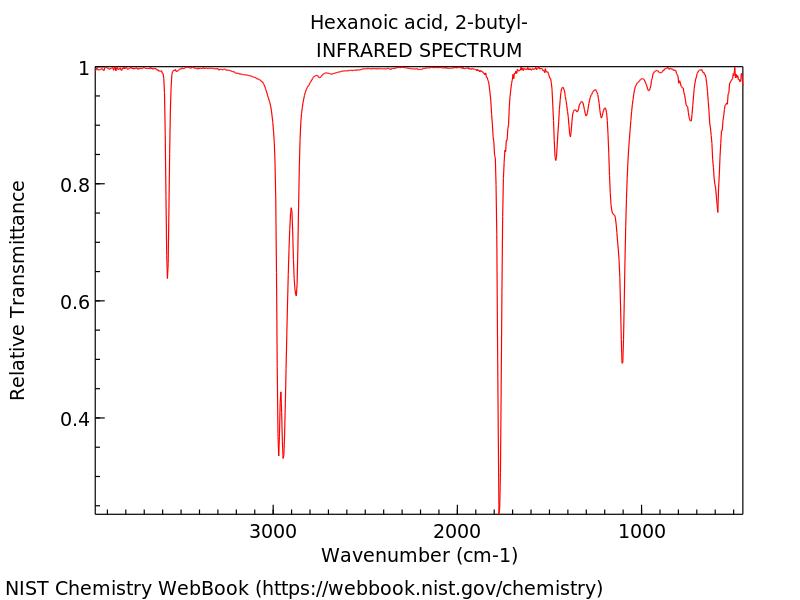 Hexanoic acid, 2-butyl-
INFRARED SPECTRUM
1
0.8
0.6
0.4
Relative Transmittance
3000 2000 1000
Wavenumber (cm-1)
NIST Chemistry WebBook (https://webbook.nist.gov/chemistry)